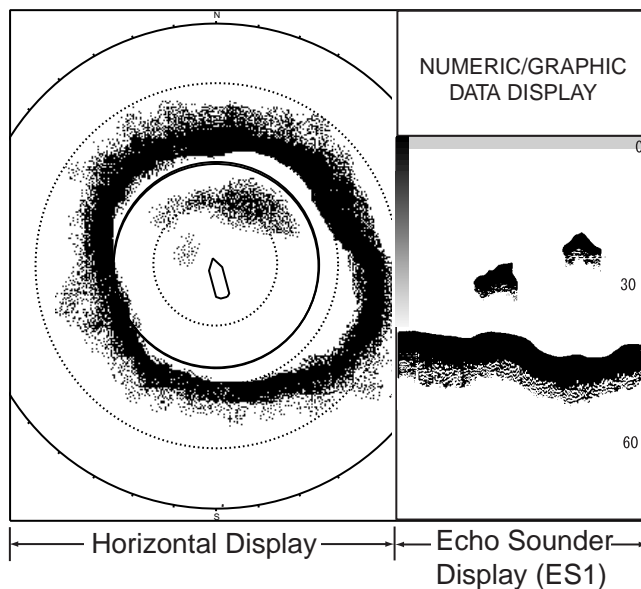 N
NUMERIC/GRAPHIC
DATA DISPLAY
0
30
60
S
Horizontal Display
Echo Sounder
Display (ES1)